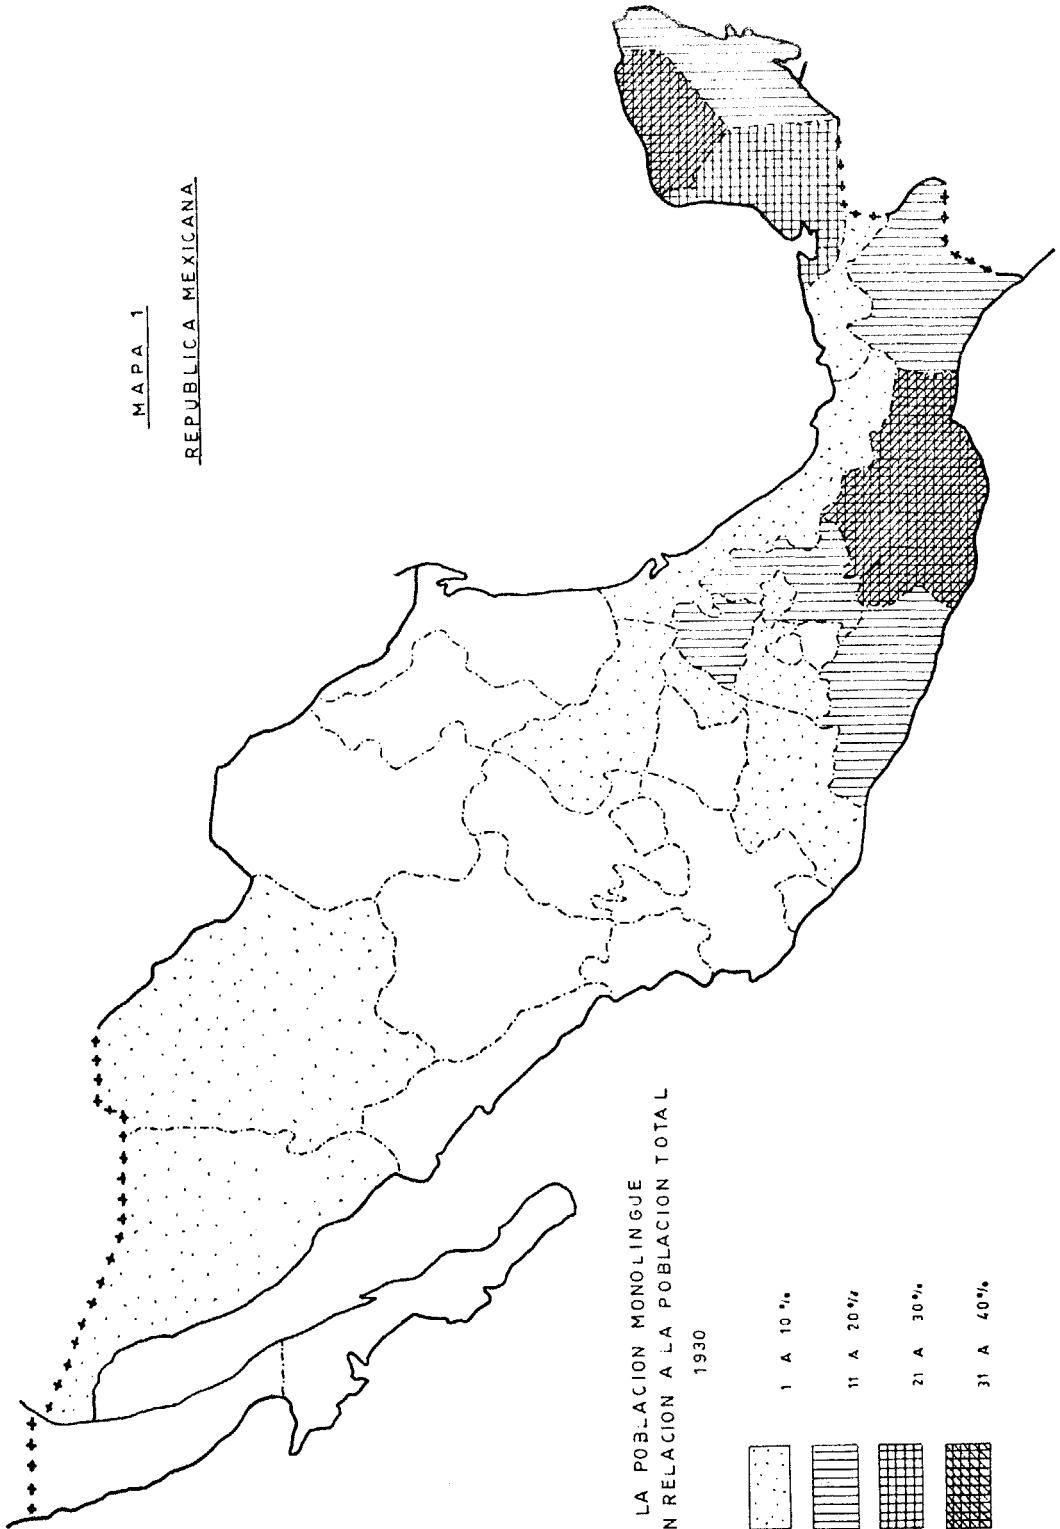 MAPA 1
REPUBLICA MEXICANA
LA POBLACION MONOLINGUE
N RELACION A LA POBLACION TOTAL
1930
1 A 10%
11 A 20%
21 A 30%
31 A 40%